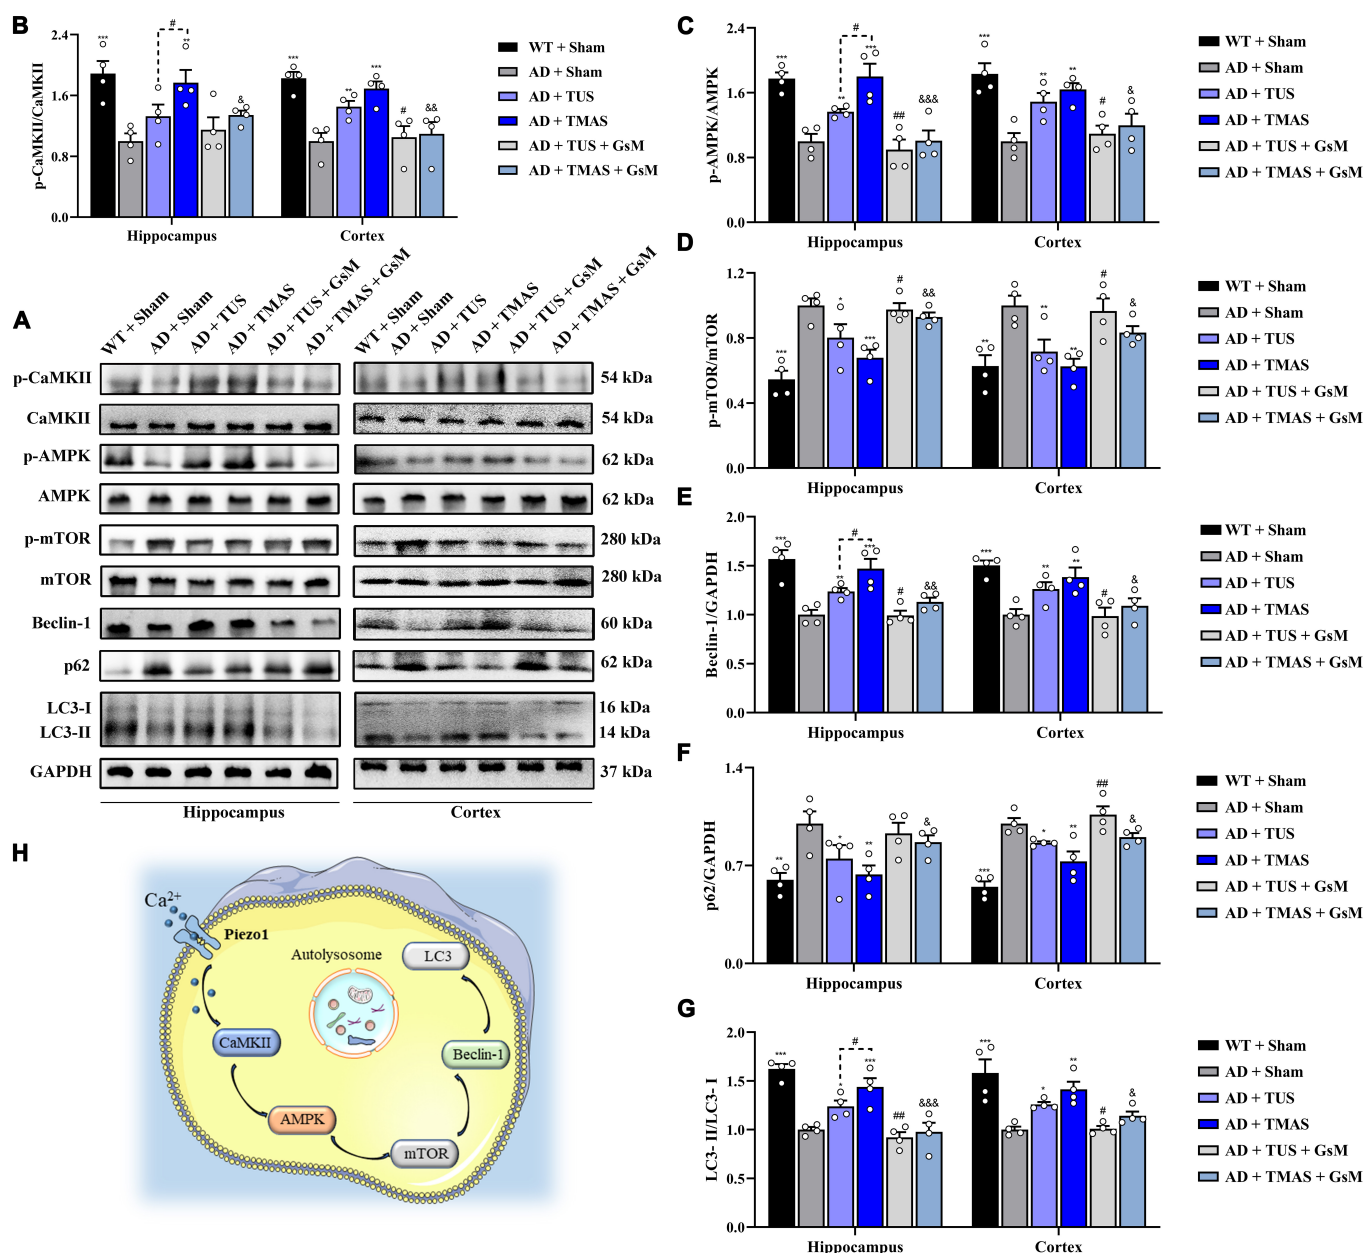 B
p-CaMKII/CaMKII
2.4
1.6
0.8
0.0
***
#
**
&
***
**
***
#
&&
Hippocampus
Cortex
WT + Sham
AD + Sham
AD + TUS
AD + TMAS
AD + TUS + GsM
AD + TMAS + GsM
C
p-AMPK/AMPK
2.4
1.6
0.8
0.0
***
**
#
***
##
&&&
***
**
**
#
&
Hippocampus
Cortex
WT + Sham
AD + Sham
AD + TUS
AD + TMAS
AD + TUS + GsM
AD + TMAS + GsM
A
WT + Sham
AD + Sham
AD + TUS
AD + TMAS
AD + TUS + GsM
AD + TMAS + GsM
WT + Sham
AD + Sham
AD + TUS
AD + TMAS
AD + TUS + GsM
AD + TMAS + GsM
p-CaMKII 54 kDa
CaMKII 54 kDa
p-AMPK 62 kDa
AMPK 62 kDa
p-mTOR 280 kDa
mTOR 280 kDa
Beclin-1 60 kDa
p62 62 kDa
LC3-I 16 kDa
LC3-II 14 kDa
GAPDH 37 kDa
Hippocampus
Cortex
D
p-mTOR/mTOR
1.2
0.8
0.4
0.0
***
*
***
#
&&
**
**
**
#
&
Hippocampus
Cortex
WT + Sham
AD + Sham
AD + TUS
AD + TMAS
AD + TUS + GsM
AD + TMAS + GsM
E
Beclin-1/GAPDH
2.0
1.5
1.0
0.5
0.0
***
**
#
***
#
&&
***
**
**
#
&
Hippocampus
Cortex
WT + Sham
AD + Sham
AD + TUS
AD + TMAS
AD + TUS + GsM
AD + TMAS + GsM
F
p62/GAPDH
1.4
0.7
0.0
**
*
**
&
***
*
**
##
&
Hippocampus
Cortex
WT + Sham
AD + Sham
AD + TUS
AD + TMAS
AD + TUS + GsM
AD + TMAS + GsM
G
LC3- II/LC3- I
2.0
1.5
1.0
0.5
0.0
***
*
#
***
##
&&&
***
*
**
#
&
Hippocampus
Cortex
WT + Sham
AD + Sham
AD + TUS
AD + TMAS
AD + TUS + GsM
AD + TMAS + GsM
H
Ca2+
Piezo1
Autolysosome
LC3
CaMKII
Beclin-1
AMPK
mTOR